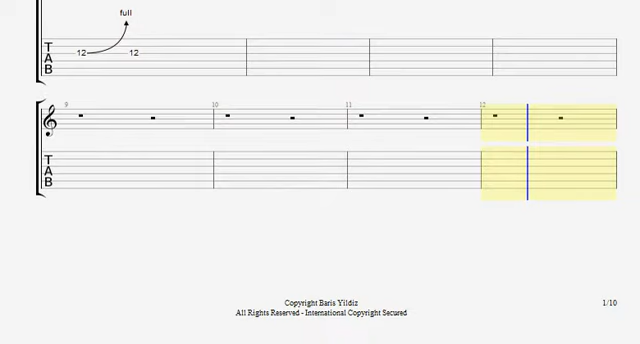 full
T
A
B
12 12
9 10 11 12
T
A
B
Copyright Baris Yildiz
All Rights Reserved - International Copyright Secured
1/10